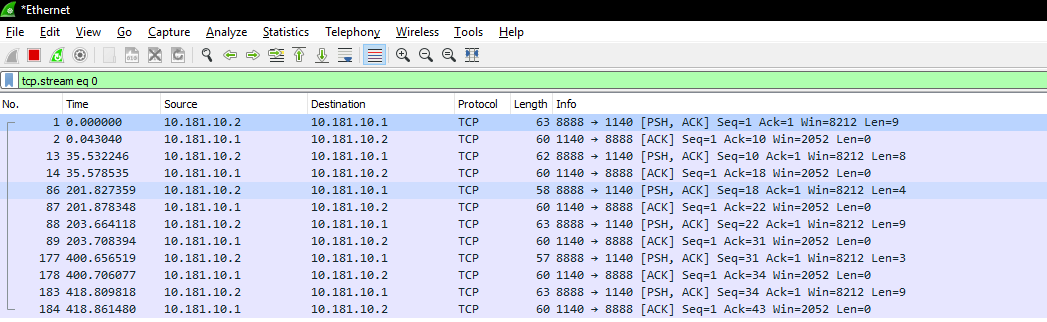 *Ethernet
File Edit View Go Capture Analyze Statistics Telephony Wireless Tools Help
tcp.stream eq 0
No. Time Source Destination Protocol Length Info
1 0.000000 10.181.10.2 10.181.10.1 TCP 63 8888 → 1140 [PSH, ACK] Seq=1 Ack=1 Win=8212 Len=9
2 0.043040 10.181.10.1 10.181.10.2 TCP 60 1140 → 8888 [ACK] Seq=1 Ack=10 Win=2052 Len=0
13 35.532246 10.181.10.2 10.181.10.1 TCP 62 8888 → 1140 [PSH, ACK] Seq=10 Ack=1 Win=8212 Len=8
14 35.578535 10.181.10.1 10.181.10.2 TCP 60 1140 → 8888 [ACK] Seq=1 Ack=18 Win=2052 Len=0
86 201.827359 10.181.10.2 10.181.10.1 TCP 58 8888 → 1140 [PSH, ACK] Seq=18 Ack=1 Win=8212 Len=4
87 201.878348 10.181.10.1 10.181.10.2 TCP 60 1140 → 8888 [ACK] Seq=1 Ack=22 Win=2052 Len=0
88 203.664118 10.181.10.2 10.181.10.1 TCP 63 8888 → 1140 [PSH, ACK] Seq=22 Ack=1 Win=8212 Len=9
89 203.708394 10.181.10.1 10.181.10.2 TCP 60 1140 → 8888 [ACK] Seq=1 Ack=31 Win=2052 Len=0
177 400.656519 10.181.10.2 10.181.10.1 TCP 57 8888 → 1140 [PSH, ACK] Seq=31 Ack=1 Win=8212 Len=3
178 400.706077 10.181.10.1 10.181.10.2 TCP 60 1140 → 8888 [ACK] Seq=1 Ack=34 Win=2052 Len=0
183 418.809818 10.181.10.2 10.181.10.1 TCP 63 8888 → 1140 [PSH, ACK] Seq=34 Ack=1 Win=8212 Len=9
184 418.861480 10.181.10.1 10.181.10.2 TCP 60 1140 → 8888 [ACK] Seq=1 Ack=43 Win=2052 Len=0